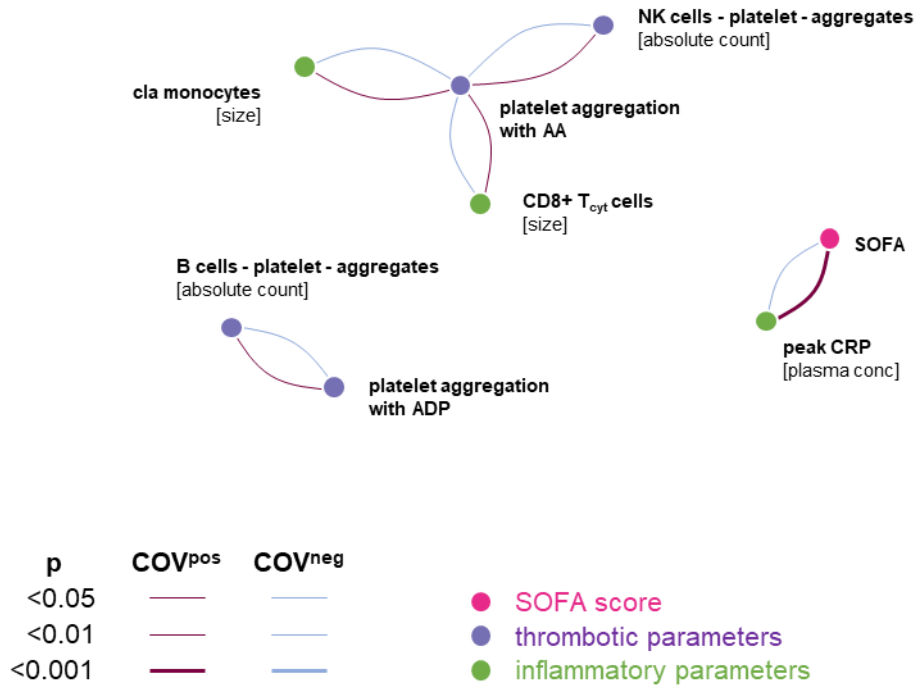 NK cells - platelet - aggregates
[absolute count]
cla monocytes
[size]
platelet aggregation
with AA
CD8+ Tcyt cells
[size]
SOFA
B cells - platelet - aggregates
[absolute count]
peak CRP
[plasma conc]
platelet aggregation
with ADP
p COVpos COVneg
<0.05
<0.01
<0.001
SOFA score
thrombotic parameters
inflammatory parameters